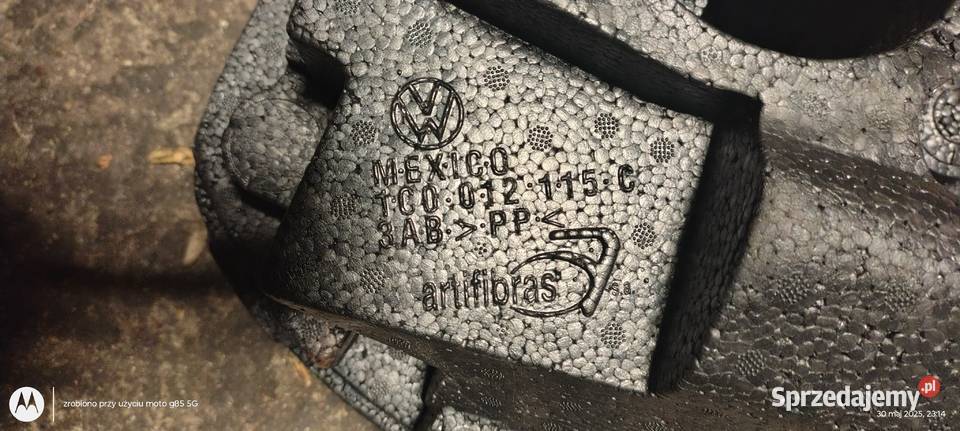 MEXICO
1C0 012 115 C
3AB >PP<
artifibras
s.a.
zrobiono przy użyciu moto g85 5G
Sprzedajemy.pl
30 maj 2025, 23:14